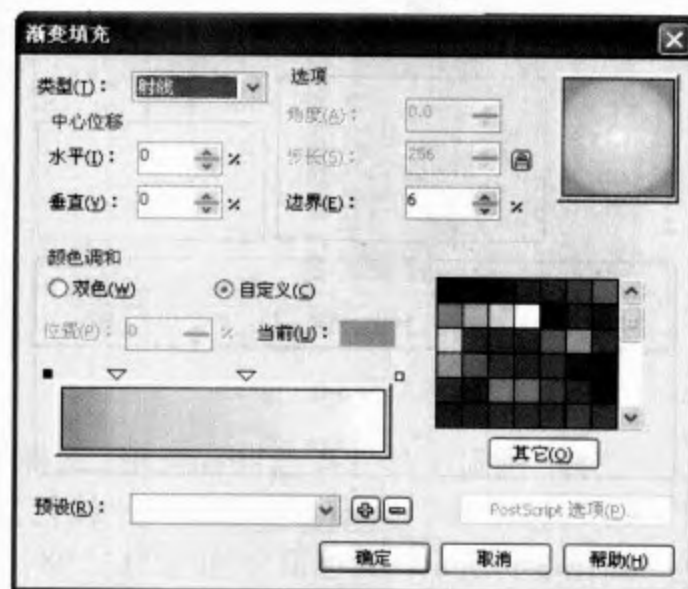 渐变填充
类型(T)： 射线
选项
角度(A)： 0.0
中心位移
水平(I)： 0 %
步长(S)： 256
垂直(V)： 0 %
边界(E)： 6 %
颜色调和
双色(W) 自定义(C)
位置(P)： 0 % 当前(U)：
其它(O)
预设(R)：
PostScript 选项(P)...
确定 取消 帮助(H)